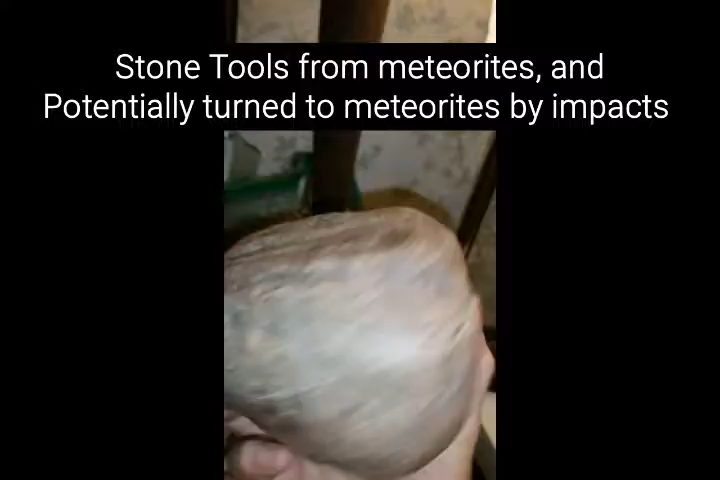 Stone Tools from meteorites, and
Potentially turned to meteorites by impacts